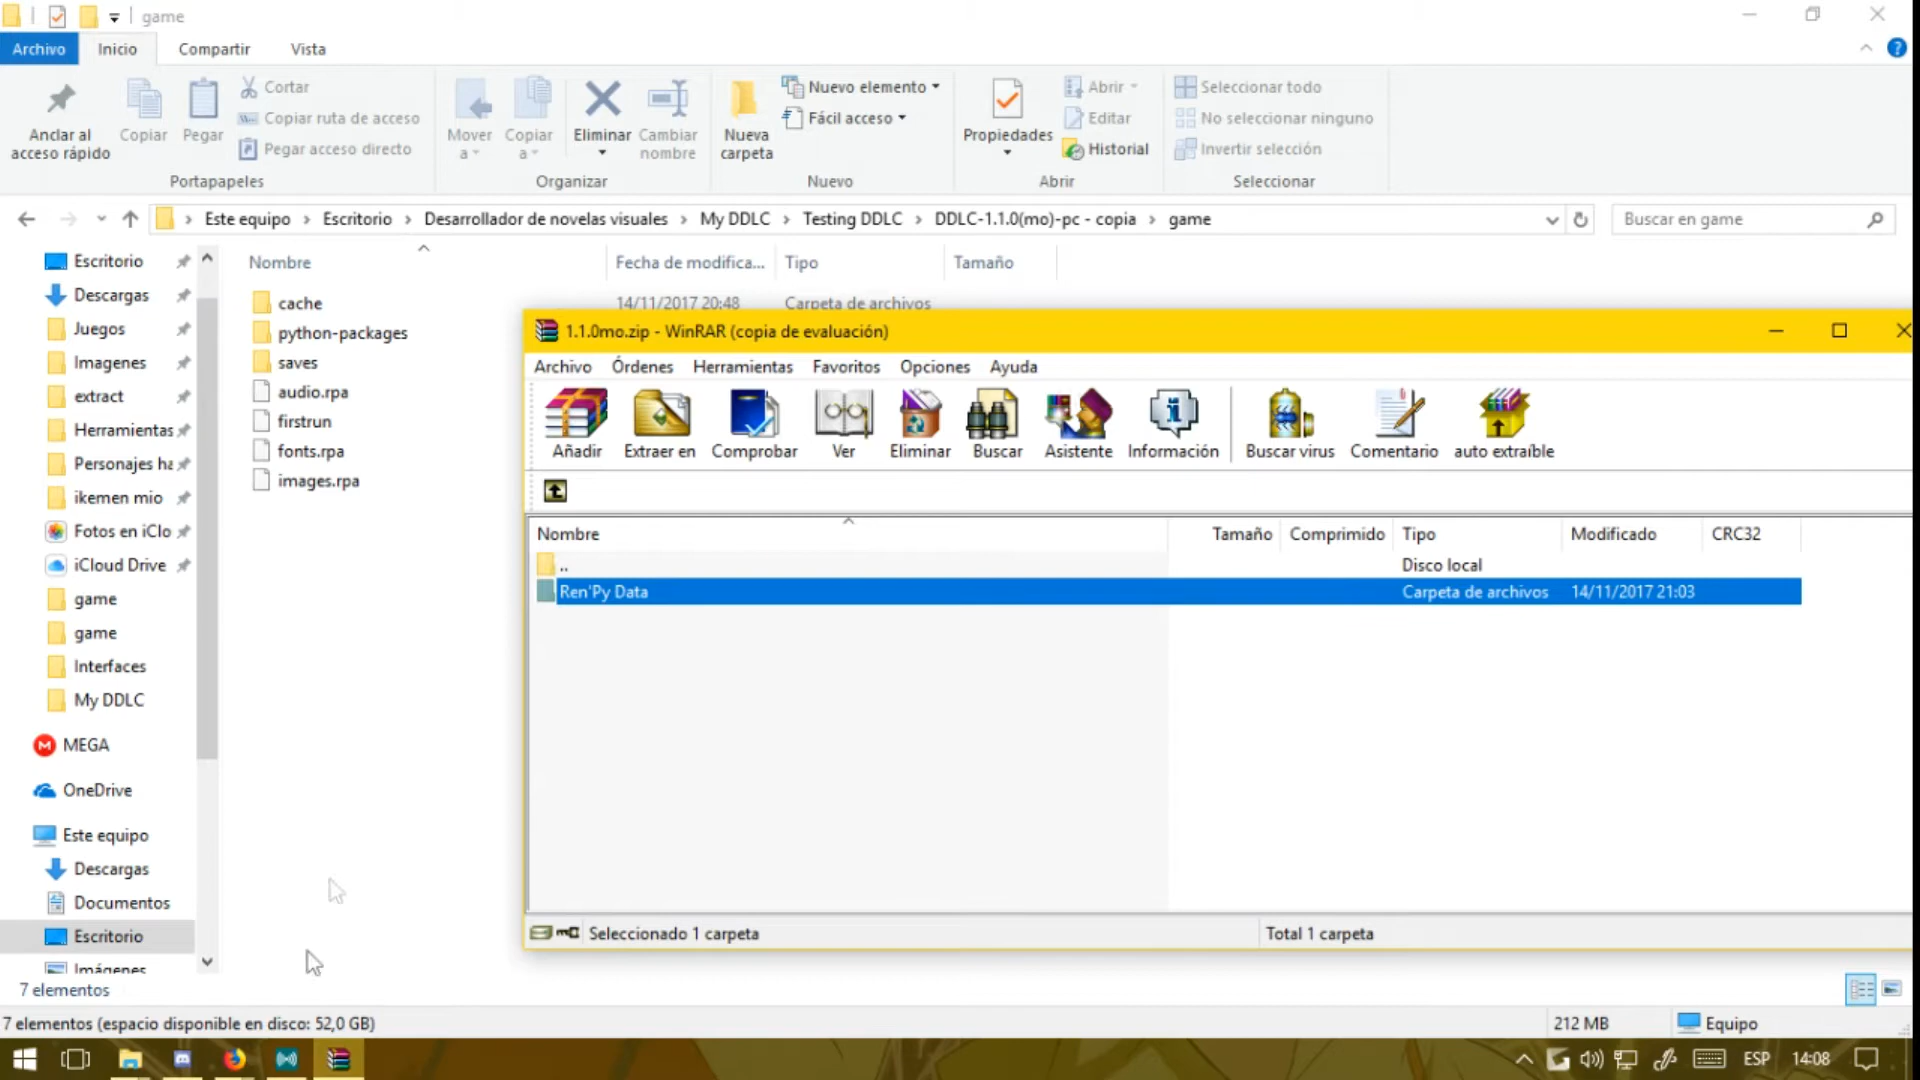 game
Archivo Inicio Compartir Vista
Anclar al acceso rápido
Copiar
Pegar
Cortar
Copiar ruta de acceso
Pegar acceso directo
Portapapeles
Mover a
Copiar a
Eliminar
Cambiar nombre
Organizar
Nueva carpeta
Nuevo elemento
Fácil acceso
Nuevo
Propiedades
Abrir
Editar
Historial
Abrir
Seleccionar todo
No seleccionar ninguno
Invertir selección
Seleccionar
Este equipo > Escritorio > Desarrollador de novelas visuales > My DDLC > Testing DDLC > DDLC-1.1.0(mo)-pc - copia > game
Buscar en game
Escritorio
Descargas
Juegos
Imagenes
extract
Herramientas
Personajes ha
ikemen mio
Fotos en iClo
iCloud Drive
game
game
Interfaces
My DDLC
MEGA
OneDrive
Este equipo
Descargas
Documentos
Escritorio
Imágenes
Nombre Fecha de modifica... Tipo Tamaño
cache 14/11/2017 20:48 Carpeta de archivos
python-packages
saves
audio.rpa
firstrun
fonts.rpa
images.rpa
1.1.0mo.zip - WinRAR (copia de evaluación)
Archivo Órdenes Herramientas Favoritos Opciones Ayuda
Añadir Extraer en Comprobar Ver Eliminar Buscar Asistente Información Buscar virus Comentario auto extraíble
Nombre Tamaño Comprimido Tipo Modificado CRC32
.. Disco local
Ren'Py Data Carpeta de archivos 14/11/2017 21:03
Seleccionado 1 carpeta Total 1 carpeta
7 elementos
7 elementos (espacio disponible en disco: 52,0 GB) 212 MB Equipo
ESP 14:08